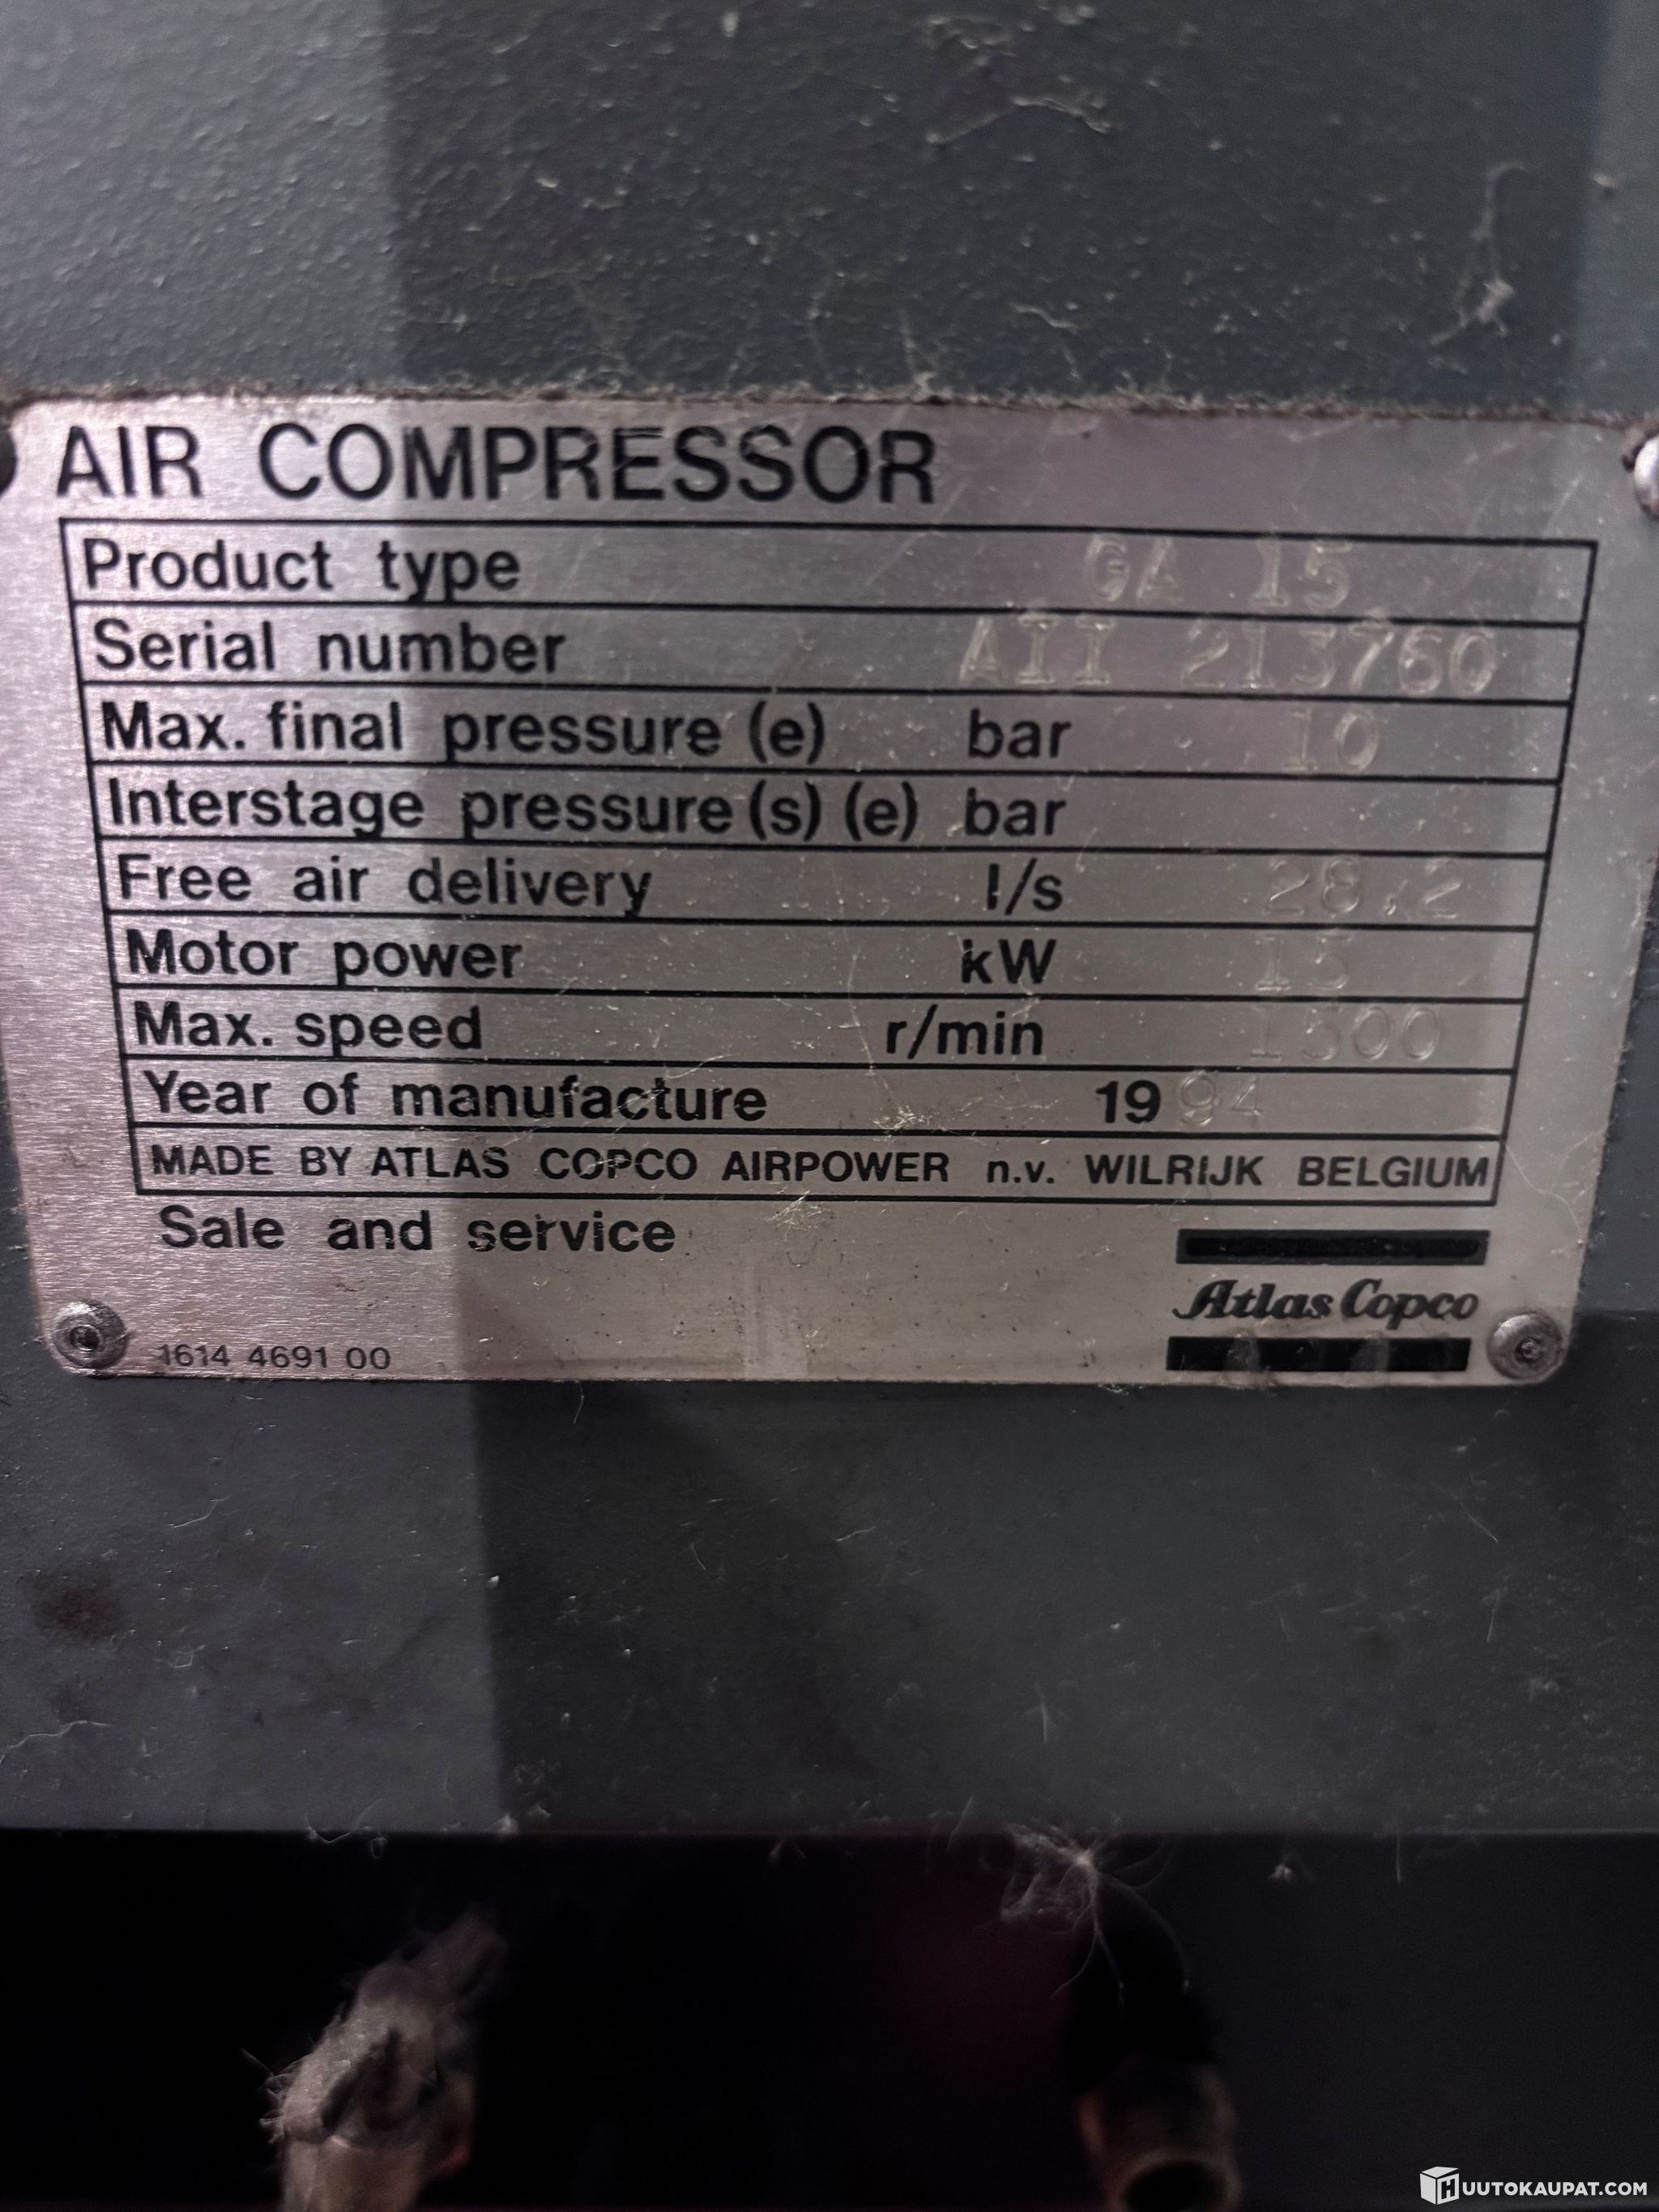 AIR COMPRESSOR
Product type GA 15
Serial number AII 213760
Max. final pressure (e) bar 10
Interstage pressure (s) (e) bar
Free air delivery l/s 28.2
Motor power kW 15
Max. speed r/min 1500
Year of manufacture 1994
MADE BY ATLAS COPCO AIRPOWER n.v. WILRIJK BELGIUM
Sale and service
Atlas Copco
1614 4691 00
HUUTOKAUPAT.COM